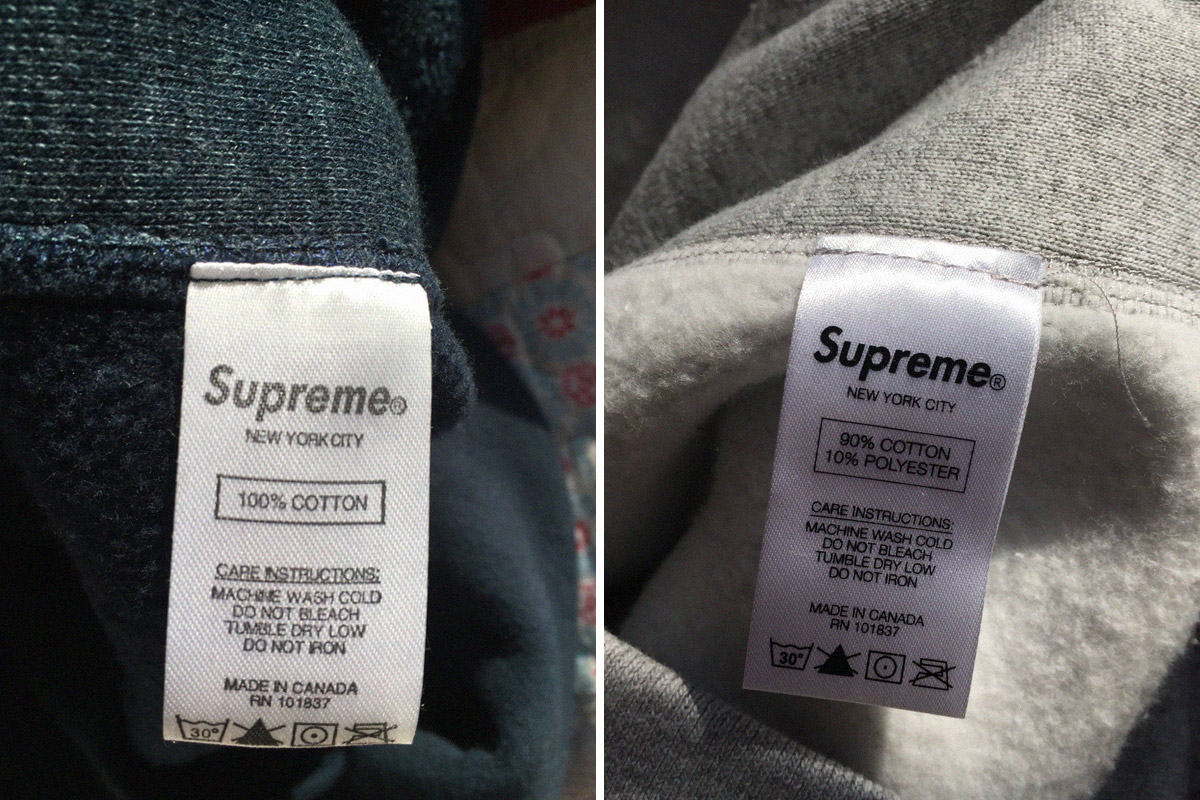 Supreme®
NEW YORK CITY
100% COTTON
CARE INSTRUCTIONS:
MACHINE WASH COLD
DO NOT BLEACH
TUMBLE DRY LOW
DO NOT IRON
MADE IN CANADA
RN 101837
30°
Supreme®
NEW YORK CITY
90% COTTON
10% POLYESTER
CARE INSTRUCTIONS:
MACHINE WASH COLD
DO NOT BLEACH
TUMBLE DRY LOW
DO NOT IRON
MADE IN CANADA
RN 101837
30°